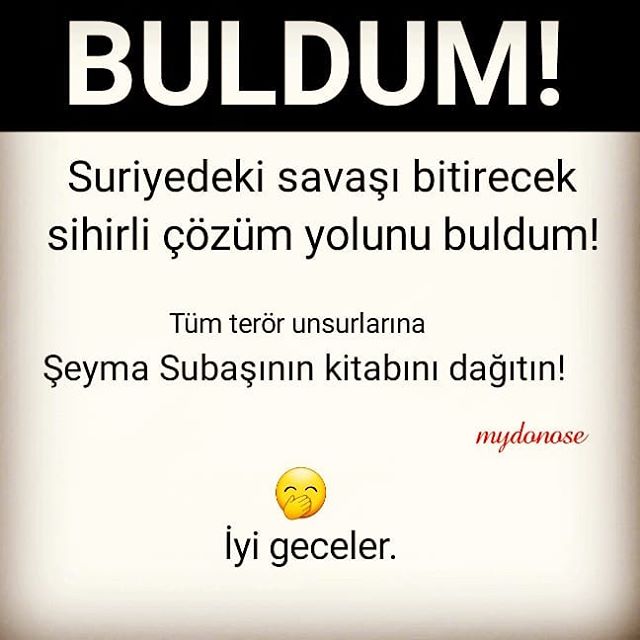 BULDUM!
Suriyedeki savaşı bitirecek
sihirli çözüm yolunu buldum!
Tüm terör unsurlarına
Şeyma Subaşının kitabını dağıtın!
mydonose
İyi geceler.